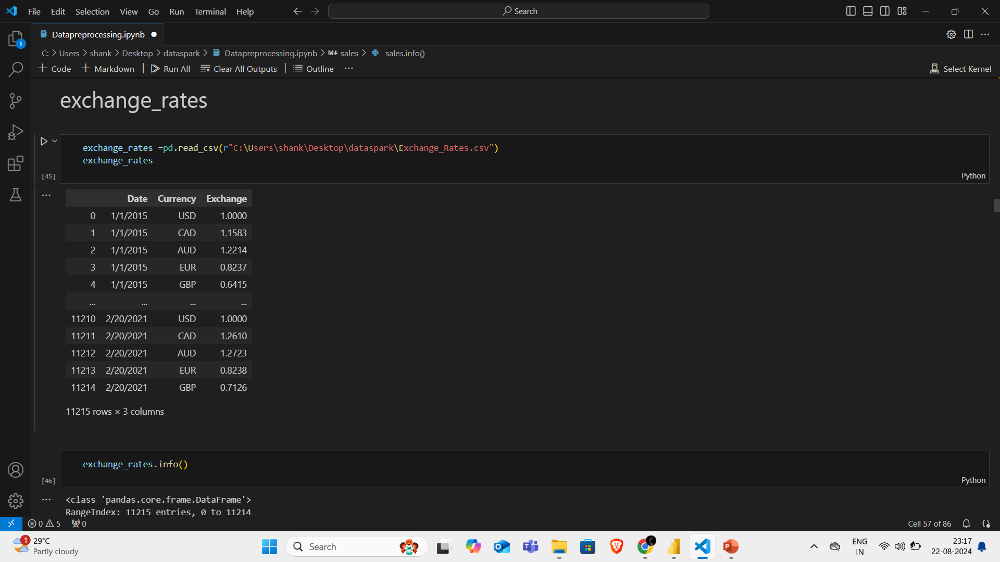 File Edit Selection View Go Run Terminal Help Search
Datapreprocessing.ipynb
1
C: > Users > shank > Desktop > dataspark > Datapreprocessing.ipynb > M↓ sales > sales.info()
+ Code + Markdown Run All Clear All Outputs Outline ... Select Kernel
exchange_rates
exchange_rates =pd.read_csv(r"C:\Users\shank\Desktop\dataspark\Exchange_Rates.csv")
exchange_rates
[45] Python
Date Currency Exchange
0 1/1/2015 USD 1.0000
1 1/1/2015 CAD 1.1583
2 1/1/2015 AUD 1.2214
3 1/1/2015 EUR 0.8237
4 1/1/2015 GBP 0.6415
... ... ... ...
11210 2/20/2021 USD 1.0000
11211 2/20/2021 CAD 1.2610
11212 2/20/2021 AUD 1.2723
11213 2/20/2021 EUR 0.8238
11214 2/20/2021 GBP 0.7126
11215 rows × 3 columns
exchange_rates.info()
[46] Python
<class 'pandas.core.frame.DataFrame'>
RangeIndex: 11215 entries, 0 to 11214
0 5 0 Cell 57 of 86
1 29°C
Partly cloudy
Search
ENG
IN
23:17
22-08-2024